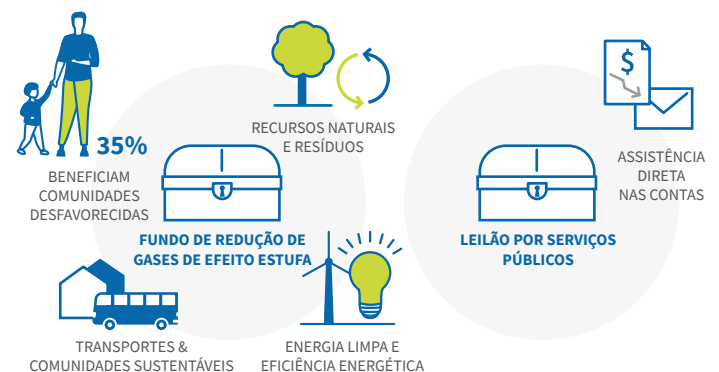 35%
BENEFICIAM
COMUNIDADES
DESFAVORECIDAS
RECURSOS NATURAIS
E RESÍDUOS
FUNDO DE REDUÇÃO DE
GASES DE EFEITO ESTUFA
TRANSPORTES &
COMUNIDADES SUSTENTÁVEIS
ENERGIA LIMPA E
EFICIÊNCIA ENERGÉTICA
$
ASSISTÊNCIA
DIRETA
NAS CONTAS
LEILÃO POR SERVIÇOS
PÚBLICOS